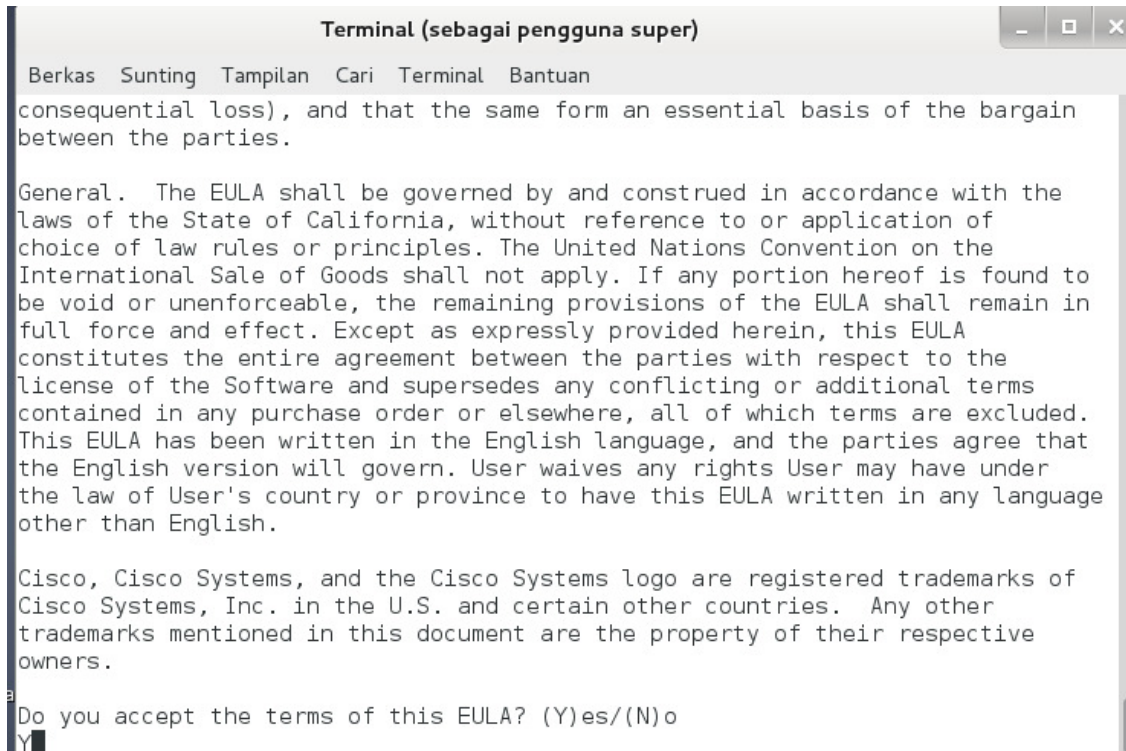 Terminal (sebagai pengguna super)
Berkas Sunting Tampilan Cari Terminal Bantuan
consequential loss), and that the same form an essential basis of the bargain
between the parties.
General.  The EULA shall be governed by and construed in accordance with the
laws of the State of California, without reference to or application of
choice of law rules or principles. The United Nations Convention on the
International Sale of Goods shall not apply. If any portion hereof is found to
be void or unenforceable, the remaining provisions of the EULA shall remain in
full force and effect. Except as expressly provided herein, this EULA
constitutes the entire agreement between the parties with respect to the
license of the Software and supersedes any conflicting or additional terms
contained in any purchase order or elsewhere, all of which terms are excluded.
This EULA has been written in the English language, and the parties agree that
the English version will govern. User waives any rights User may have under
the law of User's country or province to have this EULA written in any language
other than English.
Cisco, Cisco Systems, and the Cisco Systems logo are registered trademarks of
Cisco Systems, Inc. in the U.S. and certain other countries.  Any other
trademarks mentioned in this document are the property of their respective
owners.
Do you accept the terms of this EULA? (Y)es/(N)o
Y